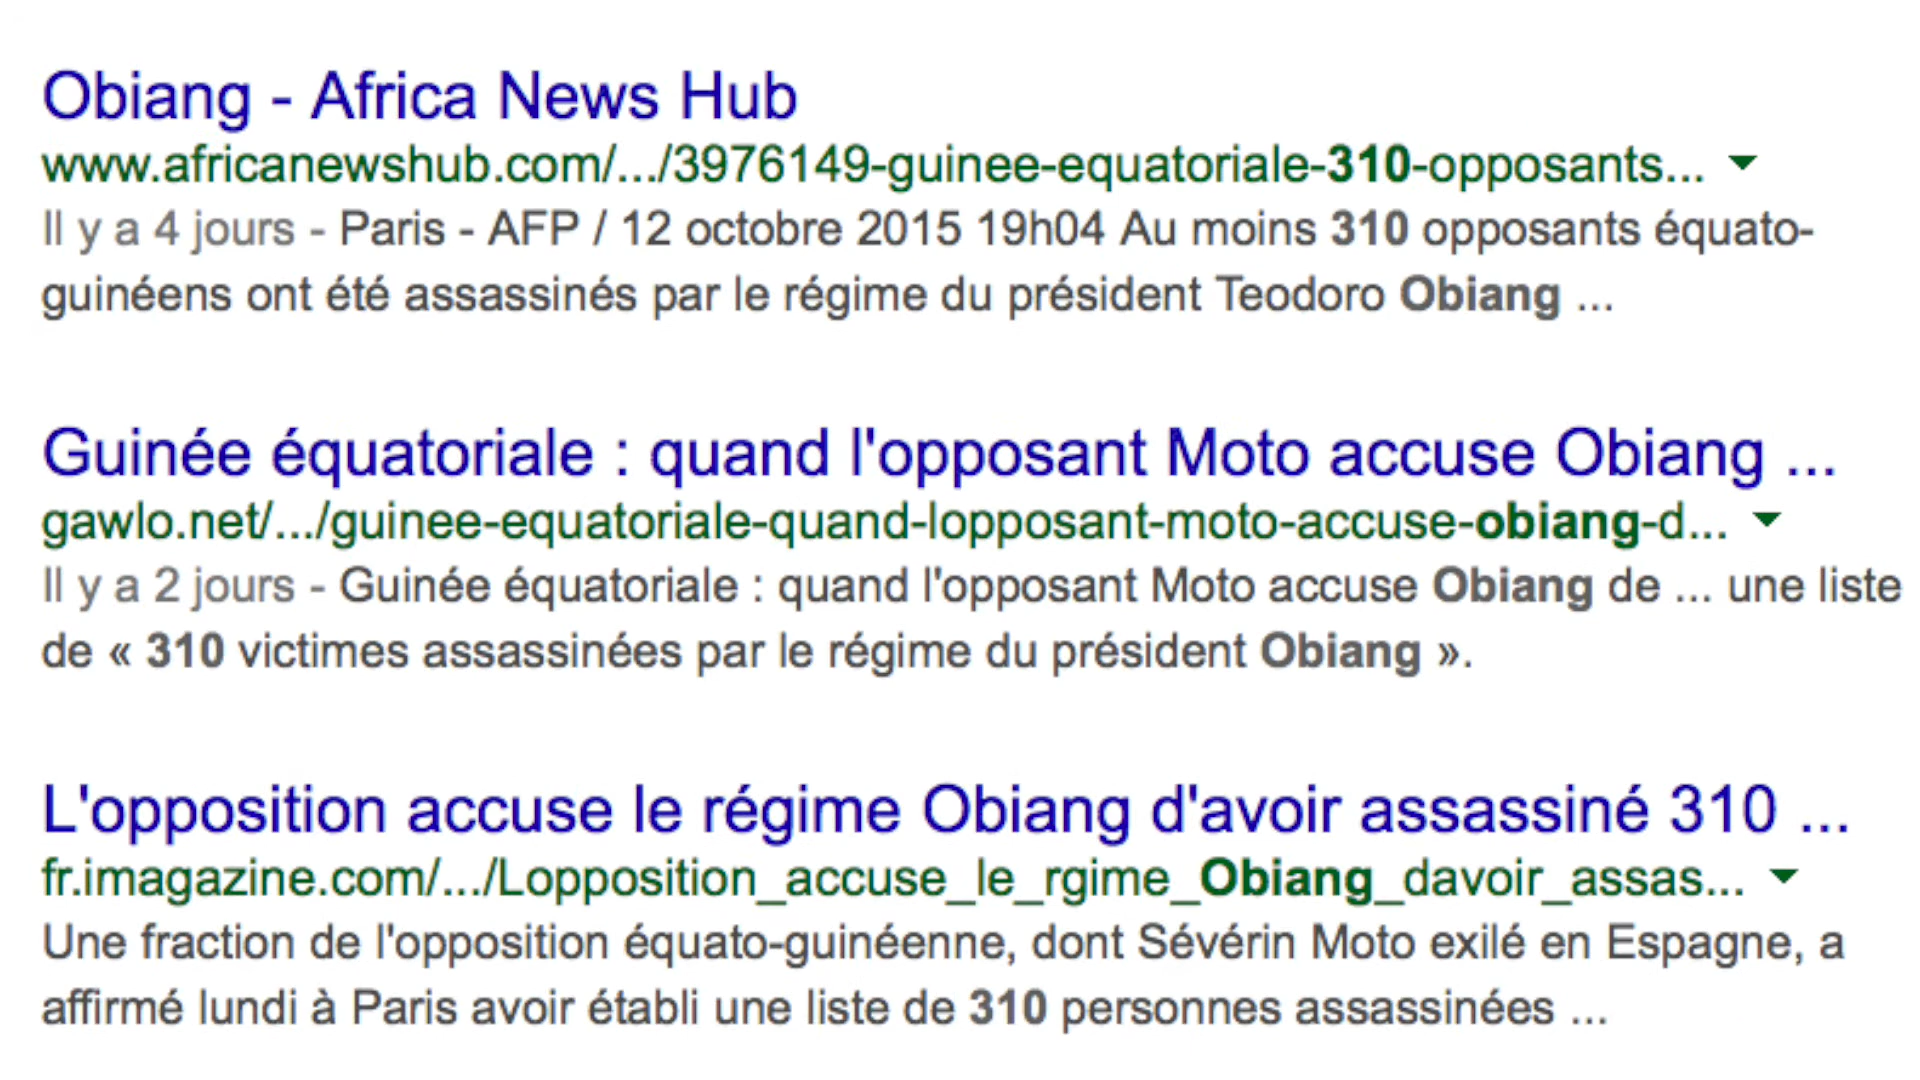 Obiang - Africa News Hub
www.africanewshub.com/.../3976149-guinee-equatoriale-310-opposants...
Il y a 4 jours - Paris - AFP / 12 octobre 2015 19h04 Au moins 310 opposants équato-
guinéens ont été assassinés par le régime du président Teodoro Obiang ...
Guinée équatoriale : quand l'opposant Moto accuse Obiang ...
gawlo.net/.../guinee-equatoriale-quand-lopposant-moto-accuse-obiang-d...
Il y a 2 jours - Guinée équatoriale : quand l'opposant Moto accuse Obiang de ... une liste
de « 310 victimes assassinées par le régime du président Obiang ».
L'opposition accuse le régime Obiang d'avoir assassiné 310 ...
fr.imagazine.com/.../Lopposition_accuse_le_rgime_Obiang_davoir_assas...
Une fraction de l'opposition équato-guinéenne, dont Sévérin Moto exilé en Espagne, a
affirmé lundi à Paris avoir établi une liste de 310 personnes assassinées ...